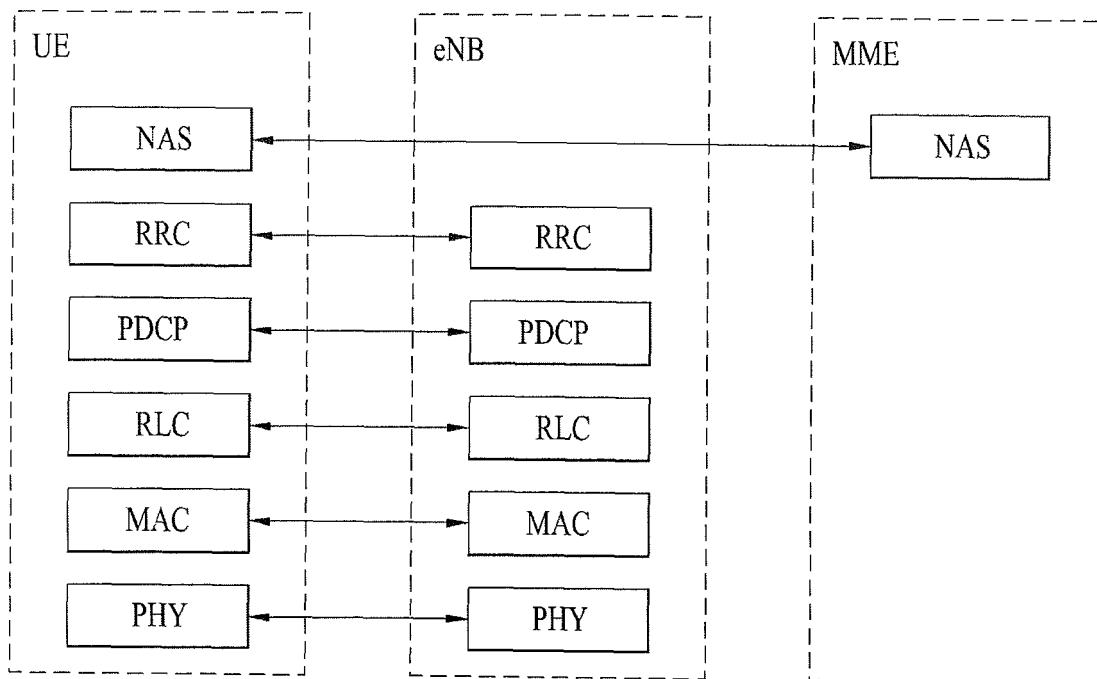 UE
eNB
MME
NAS
NAS
RRC
RRC
PDCP
PDCP
RLC
RLC
MAC
MAC
PHY
PHY